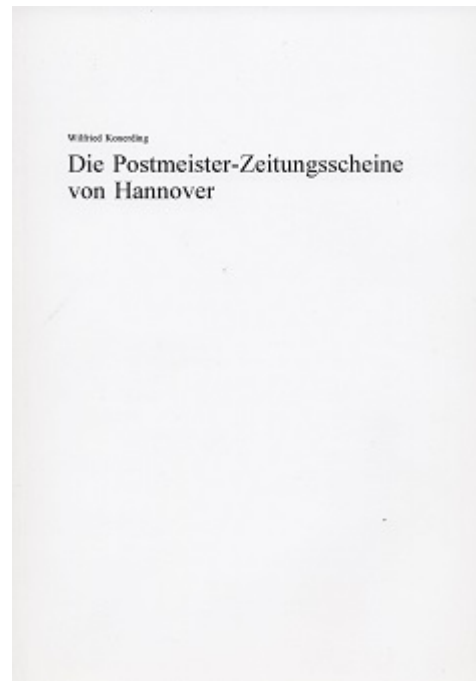 Wilfried Konerding
Die Postmeister-Zeitungsscheine
von Hannover